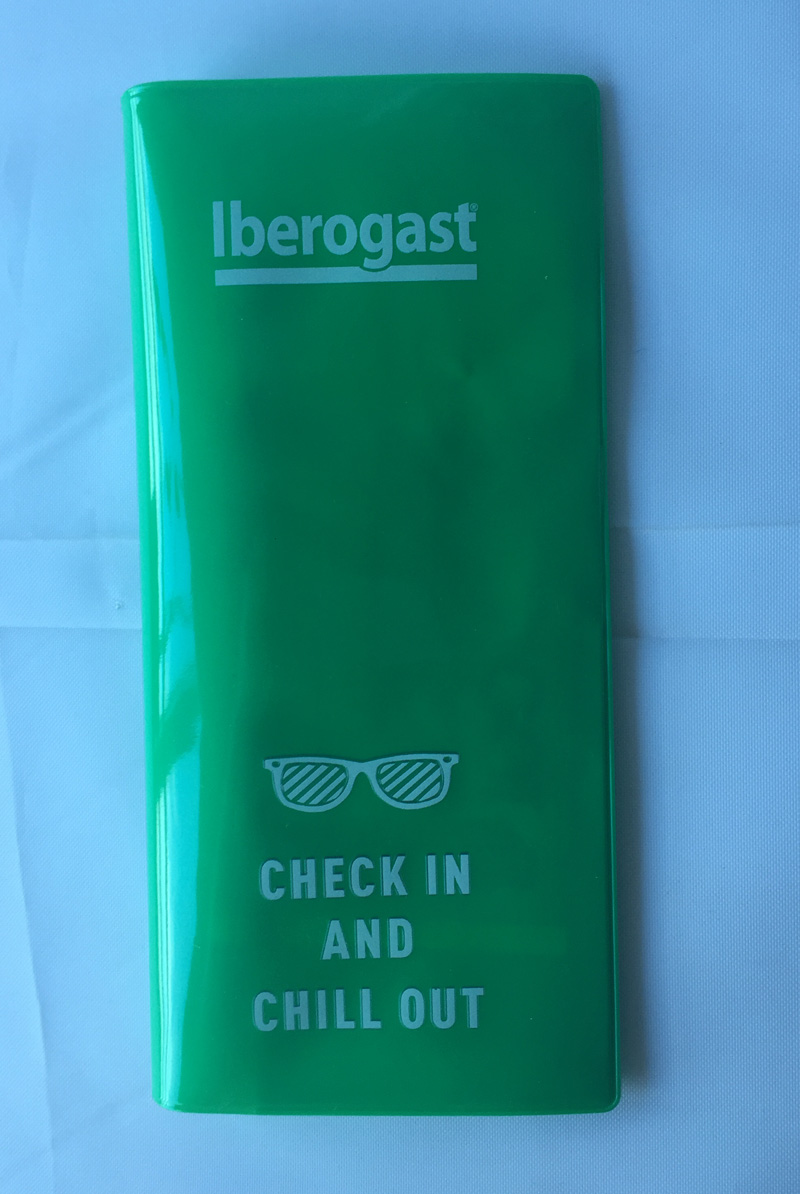 Iberogast®
CHECK IN
AND
CHILL OUT